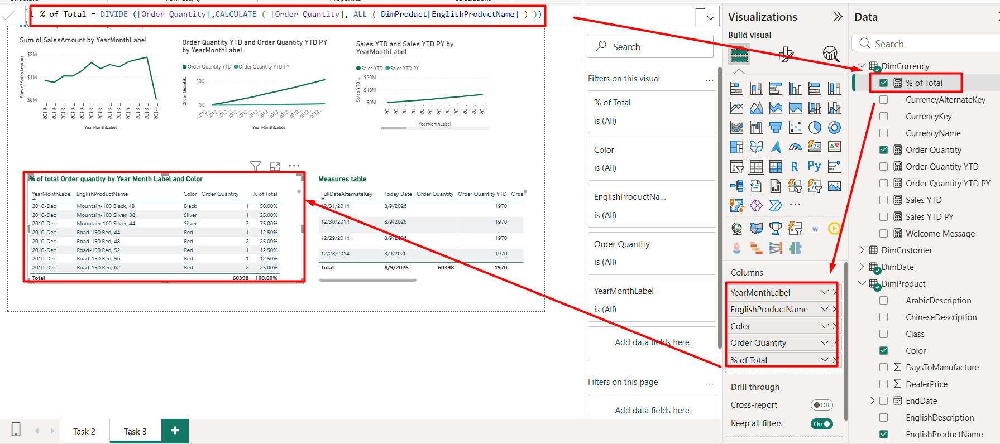 % of Total = DIVIDE ([Order Quantity],CALCULATE ( [Order Quantity], ALL ( DimProduct[EnglishProductName] ) ))
Sum of SalesAmount by YearMonthLabel
Sum of SalesAmount
$2M
$1M
$0M
2013-…
2013-…
2013-…
2013-…
2013-…
2013-…
2013-…
2013-…
2013-…
2013-…
2013-…
2013-…
2014-…
YearMonthLabel
Order Quantity YTD and Order Quantity YTD PY
by YearMonthLabel
Order Quantity YTD
Order Quantity YTD PY
Order Quantit…
50K
0K
2013…
2013…
2013…
2013…
2013…
2013…
2013…
2013…
2013…
YearMonthLabel
Sales YTD and Sales YTD PY by
YearMonthLabel
Sales YTD
Sales YTD PY
Sales YTD …
$20M
$10M
$0M
20…
20…
20…
20…
20…
20…
20…
20…
20…
20…
20…
20…
YearMonthLabel
% of total Order quantity by Year Month Label and Color
YearMonthLabel EnglishProductName Color Order Quantity % of Total
2010-Dec Mountain-100 Black, 48 Black 1 50.00%
2010-Dec Mountain-100 Silver, 38 Silver 1 25.00%
2010-Dec Mountain-100 Silver, 44 Silver 3 75.00%
2010-Dec Road-150 Red, 44 Red 1 12.50%
2010-Dec Road-150 Red, 48 Red 2 25.00%
2010-Dec Road-150 Red, 52 Red 1 12.50%
2010-Dec Road-150 Red, 56 Red 1 12.50%
2010-Dec Road-150 Red, 62 Red 2 25.00%
Total 60398 100.00%
Measures table
FullDateAlternateKey Today Date Order Quantity Order Quantity YTD Orde
12/31/2014 8/9/2026 1970
12/30/2014 8/9/2026 1970
12/29/2014 8/9/2026 1970
12/28/2014 8/9/2026 1970
Total 8/9/2026 60398 1970
Task 2
Task 3
Search
Filters on this visual
% of Total
is (All)
Color
is (All)
EnglishProductNa...
is (All)
Order Quantity
is (All)
YearMonthLabel
is (All)
Add data fields here
Filters on this page
Add data fields here
Visualizations
Build visual
123
R
Py
W
Columns
YearMonthLabel
EnglishProductName
Color
Order Quantity
% of Total
Drill through
Cross-report
Off
Keep all filters
On
Data
Search
DimCurrency
% of Total
CurrencyAlternateKey
CurrencyKey
CurrencyName
Order Quantity
Order Quantity YTD
Order Quantity YTD PY
Sales YTD
Sales YTD PY
Welcome Message
DimCustomer
DimDate
DimProduct
ArabicDescription
ChineseDescription
Class
Color
DaysToManufacture
DealerPrice
EndDate
EnglishDescription
EnglishProductName